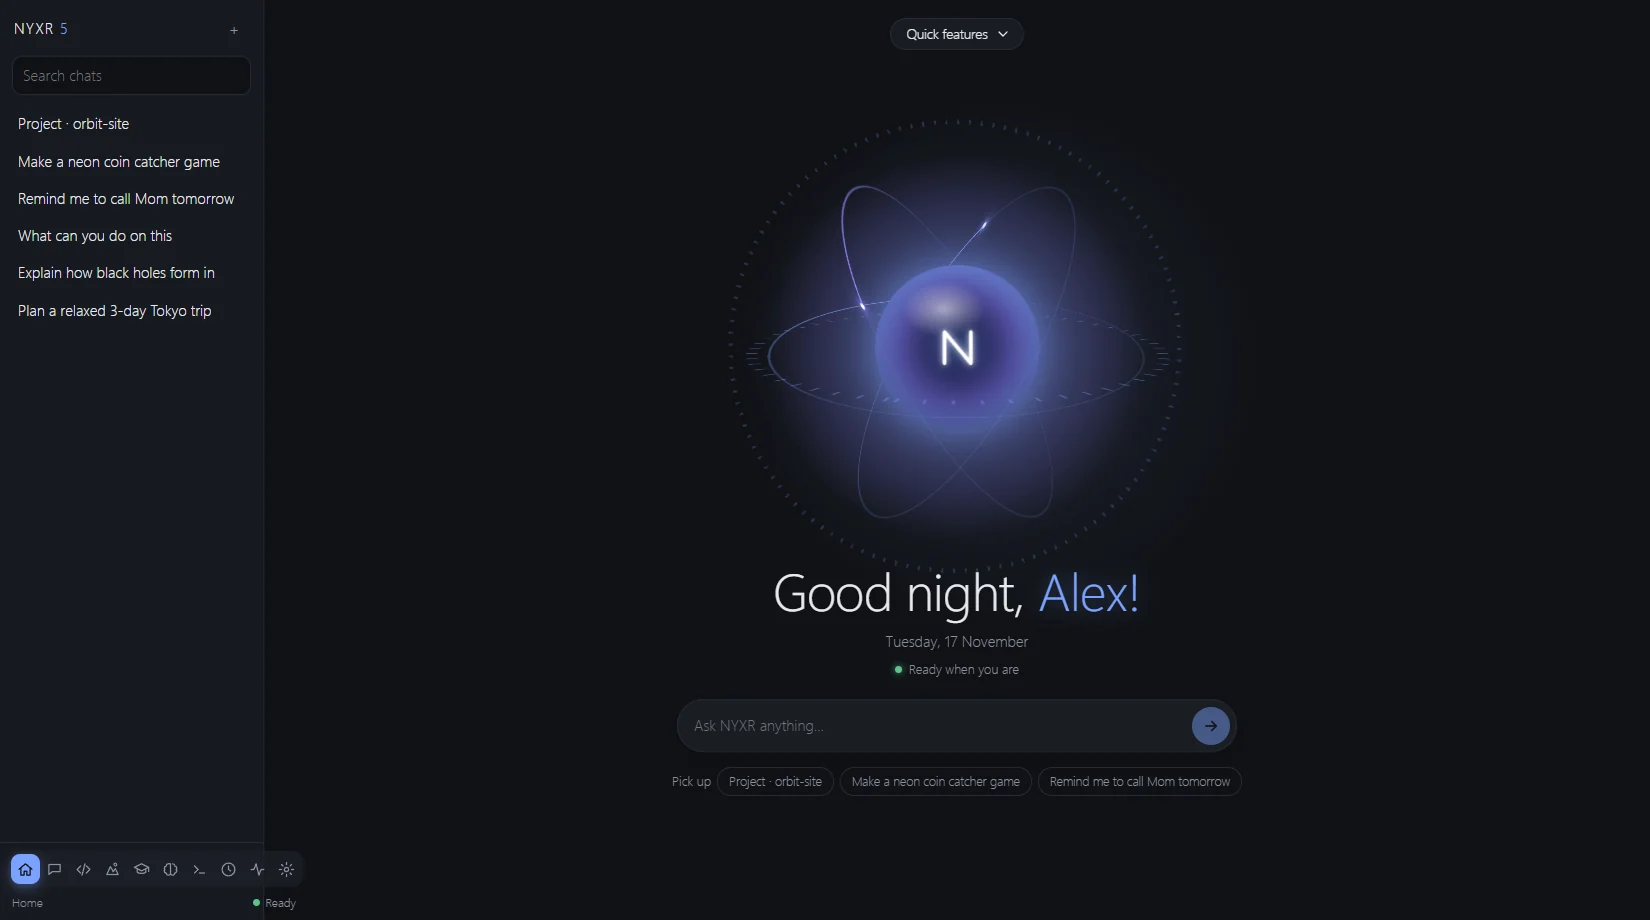 NYXR 5
+
Search chats
Project · orbit-site
Make a neon coin catcher game
Remind me to call Mom tomorrow
What can you do on this
Explain how black holes form in
Plan a relaxed 3-day Tokyo trip
Home
Ready
Quick features
N
Good night, Alex!
Tuesday, 17 November
Ready when you are
Ask NYXR anything...
Pick up Project · orbit-site Make a neon coin catcher game Remind me to call Mom tomorrow